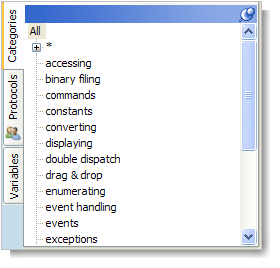 Categories
Protocols
Variables
All
*
accessing
binary filing
commands
constants
converting
displaying
double dispatch
drag & drop
enumerating
event handling
events
exceptions